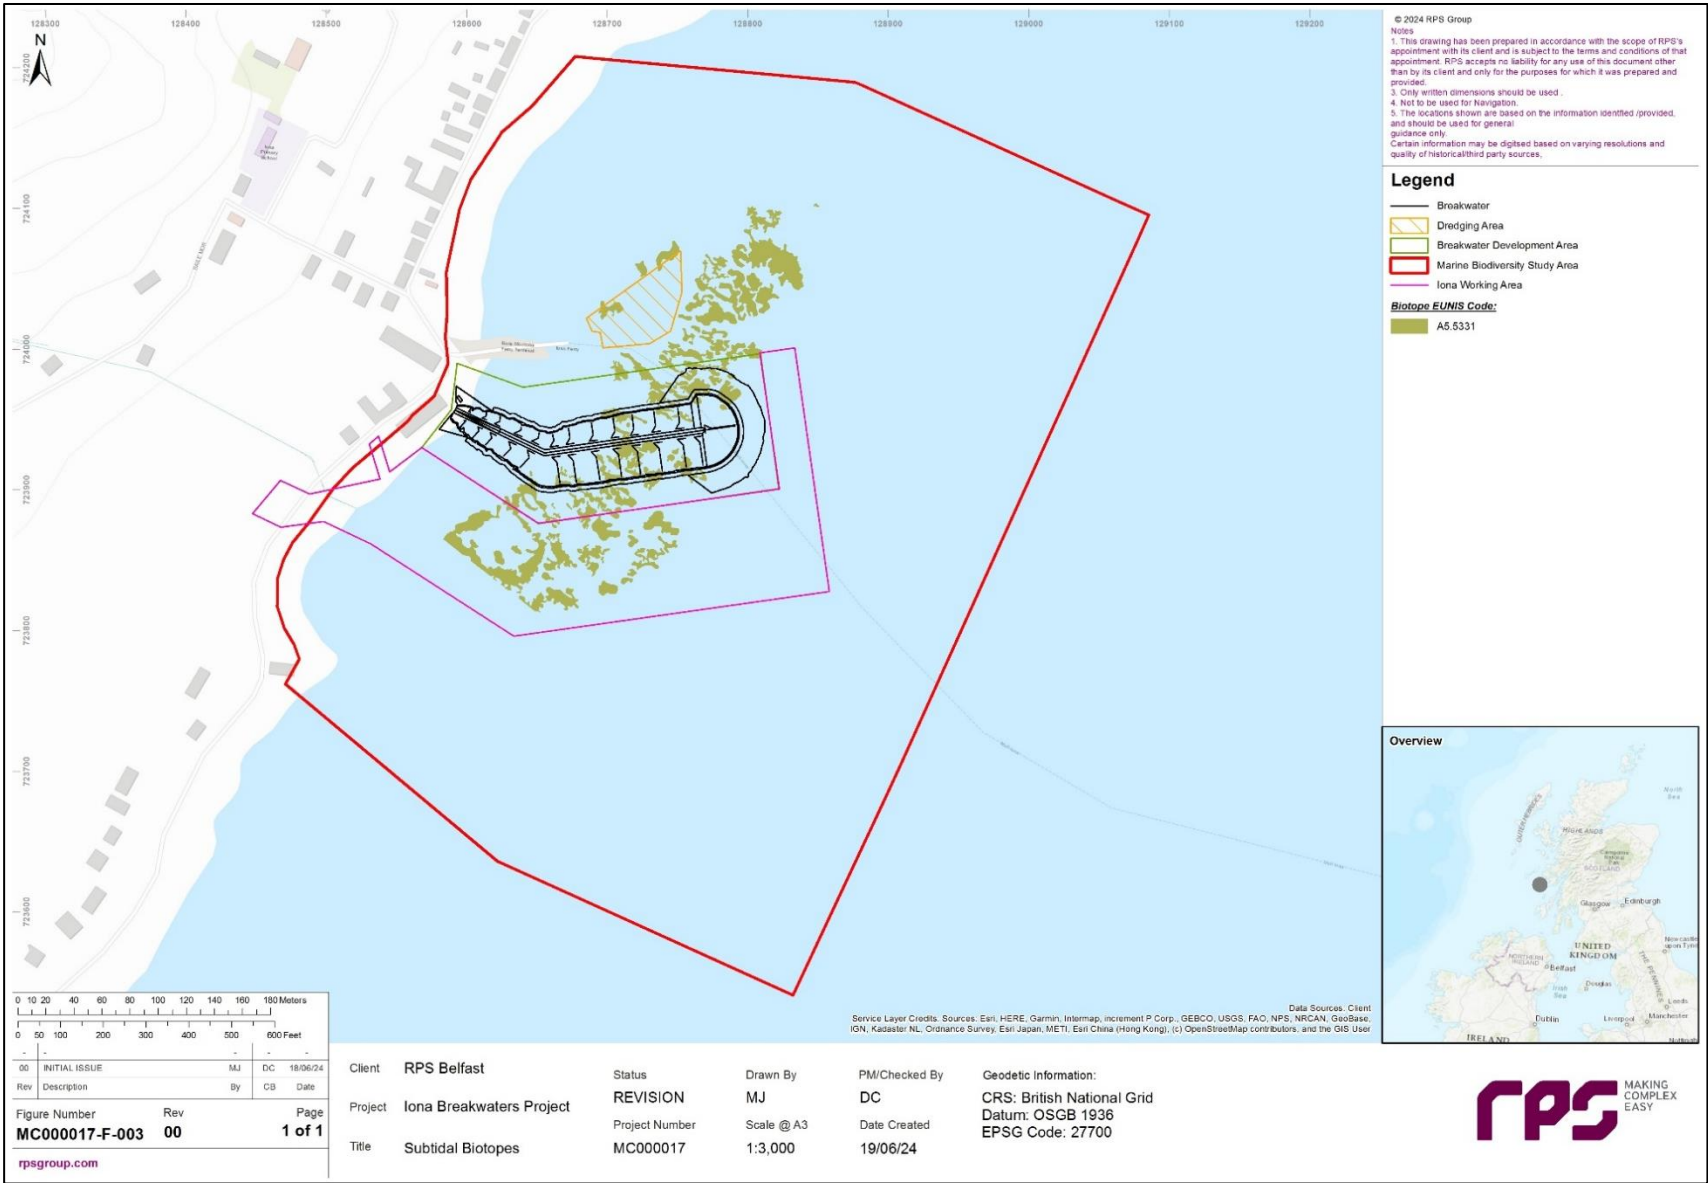 128300
128400
128500
128600
128700
128800
128900
129000
129100
129200
N
724200
724100
724000
723900
723800
723700
723600
© 2024 RPS Group
Notes
1. This drawing has been prepared in accordance with the scope of RPS's
appointment with its client and is subject to the terms and conditions of that
appointment. RPS accepts no liability for any use of this document other
than by its client and only for the purposes for which it was prepared and
provided.
3. Only written dimensions should be used .
4. Not to be used for Navigation.
5. The locations shown are based on the information identified /provided,
and should be used for general
guidance only.
Certain information may be digitised based on varying resolutions and
quality of historical/third party sources,
Legend
Breakwater
Dredging Area
Breakwater Development Area
Marine Biodiversity Study Area
Iona Working Area
Biotope EUNIS Code:
A5.5331
Overview
North
Sea
OUTER HEBRIDES
HIGHLANDS
SCOTLAND
Glasgow
Edinburgh
UNITED
KINGDOM
NORTHERN
IRELAND
Belfast
Irish
Sea
Douglas
THE PENNINES
Leeds
Dublin
Liverpool
Manchester
IRELAND
Data Sources: Client
Service Layer Credits: Sources: Esri, HERE, Garmin, Intermap, increment P Corp., GEBCO, USGS, FAO, NPS, NRCAN, GeoBase,
IGN, Kadaster NL, Ordnance Survey, Esri Japan, METI, Esri China (Hong Kong), (c) OpenStreetMap contributors, and the GIS User
0 10 20 40 60 80 100 120 140 160 180 Meters
0 50 100 200 300 400 500 600 Feet
- - - - -
00 INITIAL ISSUE MJ DC 18/06/24
Rev Description By CB Date
Figure Number Rev Page
MC000017-F-003 00 1 of 1
rpsgroup.com
Client RPS Belfast
Project Iona Breakwaters Project
Title Subtidal Biotopes
Status
REVISION
Project Number
MC000017
Drawn By
MJ
Scale @ A3
1:3,000
PM/Checked By
DC
Date Created
19/06/24
Geodetic Information:
CRS: British National Grid
Datum: OSGB 1936
EPSG Code: 27700
rps
MAKING
COMPLEX
EASY